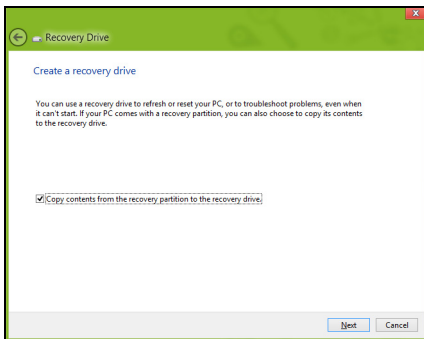 Recovery Drive
Create a recovery drive
You can use a recovery drive to refresh or reset your PC, or to troubleshoot problems, even when
it can't start. If your PC comes with a recovery partition, you can also choose to copy its contents
to the recovery drive.
Copy contents from the recovery partition to the recovery drive.
Next Cancel